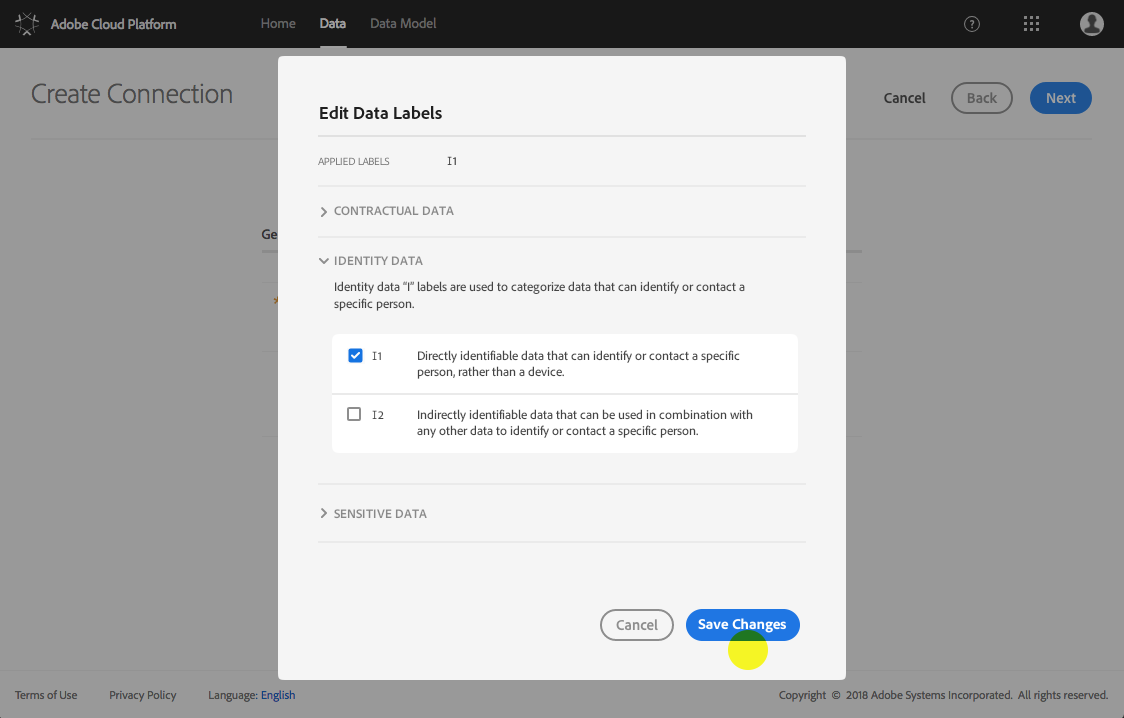 Adobe Cloud Platform
Home
Data
Data Model
?
Create Connection
Cancel
Back
Next
Edit Data Labels
APPLIED LABELS
I1
CONTRACTUAL DATA
Ge
IDENTITY DATA
Identity data “I” labels are used to categorize data that can identify or contact a
specific person.
*
I1
Directly identifiable data that can identify or contact a specific
person, rather than a device.
I2
Indirectly identifiable data that can be used in combination with
any other data to identify or contact a specific person.
SENSITIVE DATA
Cancel
Save Changes
Terms of Use
Privacy Policy
Language: English
Copyright © 2018 Adobe Systems Incorporated. All rights reserved.